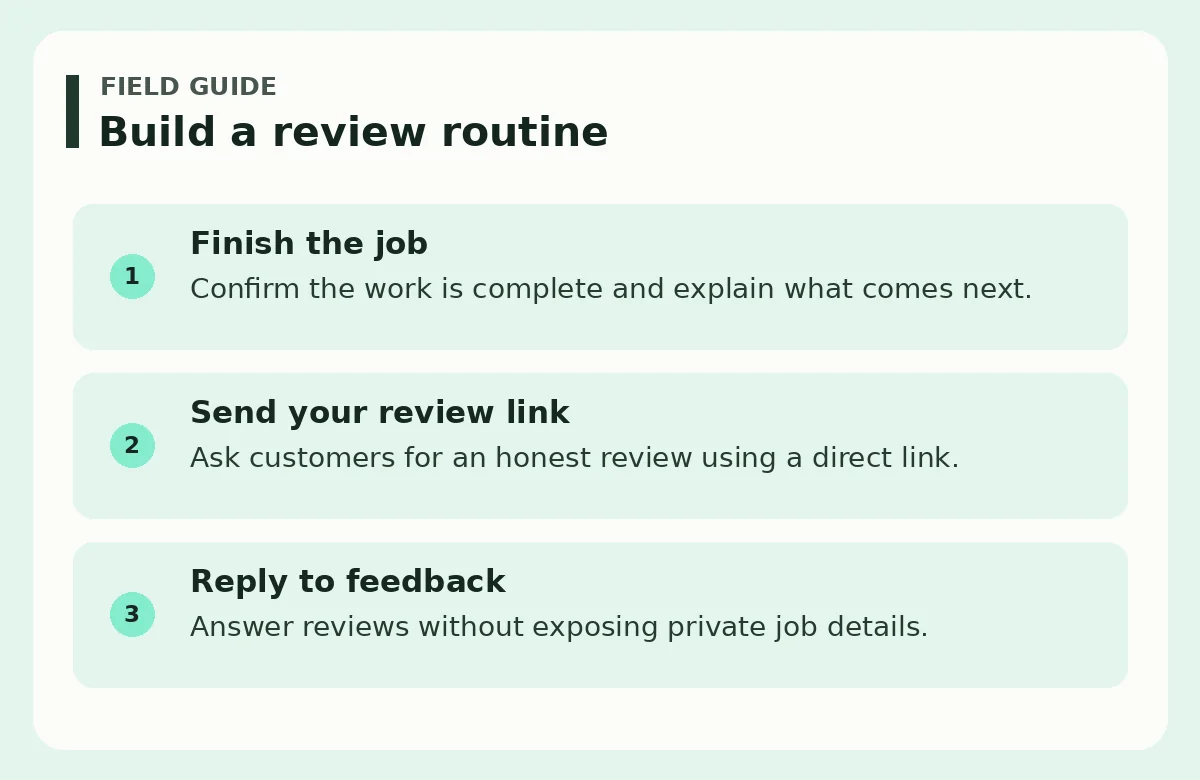 FIELD GUIDE
Build a review routine
1
Finish the job
Confirm the work is complete and explain what comes next.
2
Send your review link
Ask customers for an honest review using a direct link.
3
Reply to feedback
Answer reviews without exposing private job details.